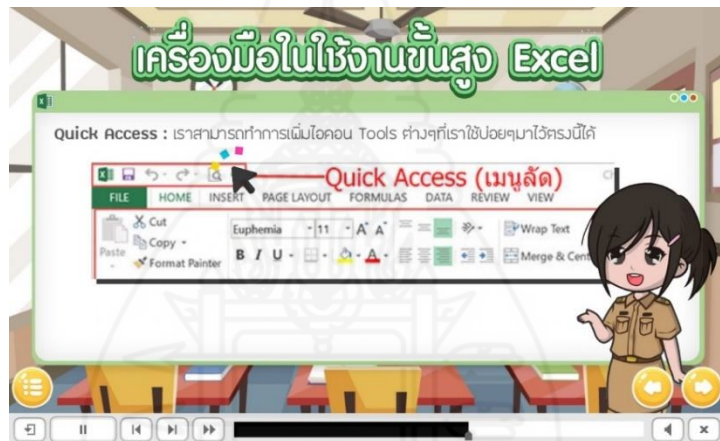 เครื่องมือในใช้งานขั้นสูง Excel
Quick Access : เราสามารถทำการเพิ่มไอคอน Tools ต่างๆที่เราใช้บ่อยๆมาไว้ตรงนี้ได้
Quick Access (เมนูลัด)
FILE HOME INSERT PAGE LAYOUT FORMULAS DATA REVIEW VIEW
Cut
Copy
Format Painter
Paste
Euphemia 11 A A
B I U A
Wrap Text
Merge & Cent